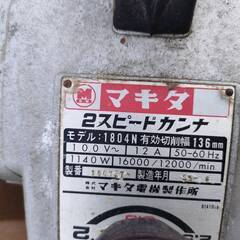 マキタ
2スピードカンナ
モデル:1804N 有効切削幅 136mm
100V～ 12A 50-60Hz
1140W 16000/12000/min
製番 製造年月
株式会社 マキタ電機製作所